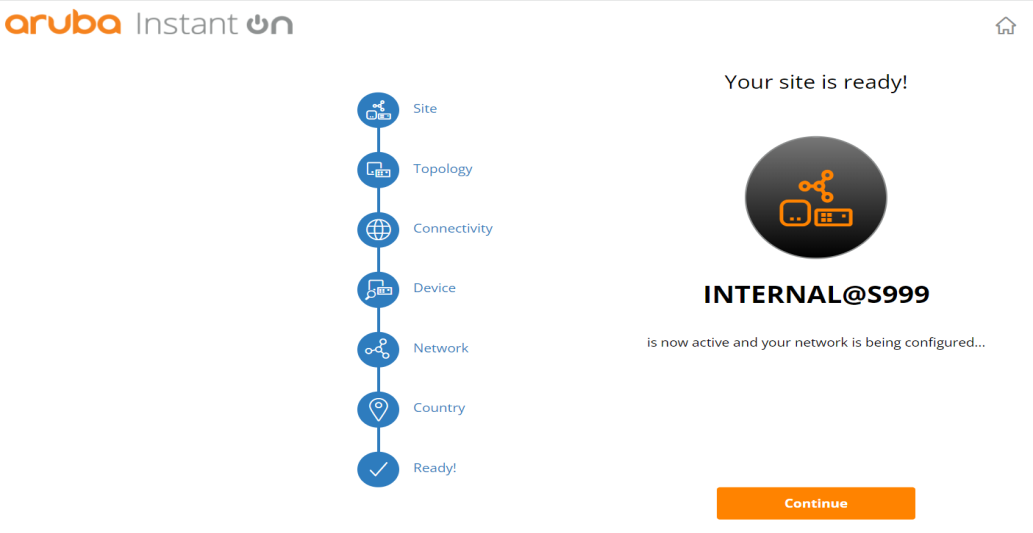 aruba Instant On
Your site is ready!
Site
Topology
Connectivity
Device
Network
Country
Ready!
INTERNAL@S999
is now active and your network is being configured...
Continue